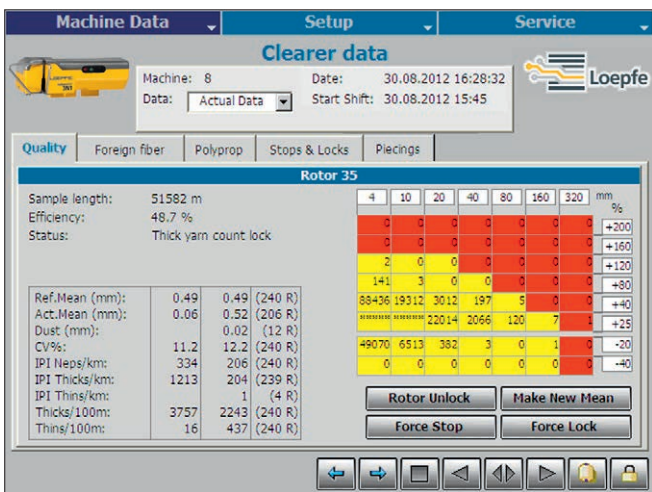 Machine Data Setup Service
Clearer data
LOEPFE
Loepfe
Machine: 8 Date: 30.08.2012 16:28:32
Data: Actual Data Start Shift: 30.08.2012 15:45
Quality Foreign fiber Polyprop Stops & Locks Piecings
Rotor 35
Sample length: 51582 m
Efficiency: 48.7 %
Status: Thick yarn count lock
4 10 20 40 80 160 320 mm
%
0 0 0 0 0 0 0 +200
0 0 0 0 0 0 0 +160
2 0 0 0 0 0 0 +120
141 3 0 0 0 0 0 +80
88436 19312 3012 197 5 0 0 +40
##### ##### 22014 2066 120 7 1 +25
49070 6513 382 3 0 1 0 -20
0 0 0 0 0 0 0 -40
Ref.Mean (mm): 0.49 0.49 (240 R)
Act.Mean (mm): 0.06 0.52 (206 R)
Dust (mm): 0.02 (12 R)
CV%: 11.2 12.2 (240 R)
IPI Neps/km: 334 206 (240 R)
IPI Thicks/km: 1213 204 (239 R)
IPI Thins/km: 1 (4 R)
Thicks/100m: 3757 2243 (240 R)
Thins/100m: 16 437 (240 R)
Rotor Unlock Make New Mean
Force Stop Force Lock